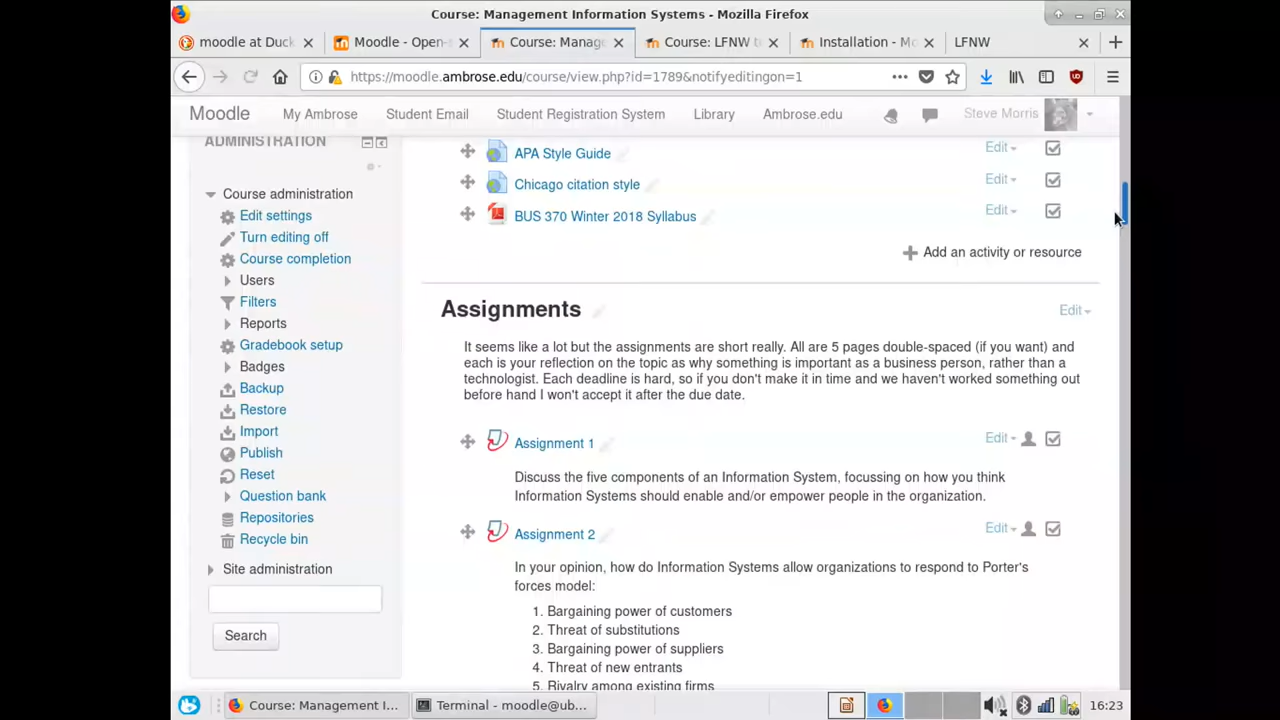 Course: Management Information Systems - Mozilla Firefox
moodle at Duck
Moodle - Open-s
Course: Manage
Course: LFNW t
Installation - Mo
LFNW
https://moodle.ambrose.edu/course/view.php?id=1789&notifyeditingon=1
Moodle
My Ambrose
Student Email
Student Registration System
Library
Ambrose.edu
Steve Morris
ADMINISTRATION
Course administration
Edit settings
Turn editing off
Course completion
Users
Filters
Reports
Gradebook setup
Badges
Backup
Restore
Import
Publish
Reset
Question bank
Repositories
Recycle bin
Site administration
Search
APA Style Guide
Edit
Chicago citation style
Edit
BUS 370 Winter 2018 Syllabus
Edit
Add an activity or resource
Assignments
Edit
It seems like a lot but the assignments are short really. All are 5 pages double-spaced (if you want) and
each is your reflection on the topic as why something is important as a business person, rather than a
technologist. Each deadline is hard, so if you don't make it in time and we haven't worked something out
before hand I won't accept it after the due date.
Assignment 1
Edit
Discuss the five components of an Information System, focussing on how you think
Information Systems should enable and/or empower people in the organization.
Assignment 2
Edit
In your opinion, how do Information Systems allow organizations to respond to Porter's
forces model:
1. Bargaining power of customers
2. Threat of substitutions
3. Bargaining power of suppliers
4. Threat of new entrants
5. Rivalry among existing firms
Course: Management I...
Terminal - moodle@ub...
16:23